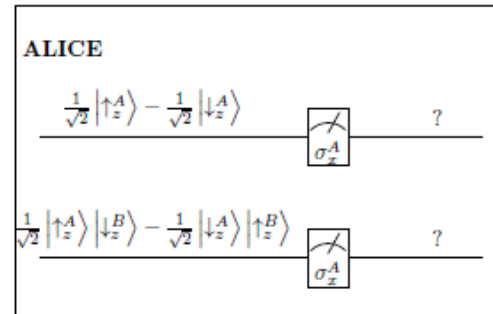 ALICE
1/√2 |↑_z^A⟩ − 1/√2 |↓_z^A⟩
?
σ_x^A
1/√2 |↑_z^A⟩ |↓_z^B⟩ − 1/√2 |↓_z^A⟩ |↑_z^B⟩
?
σ_x^A